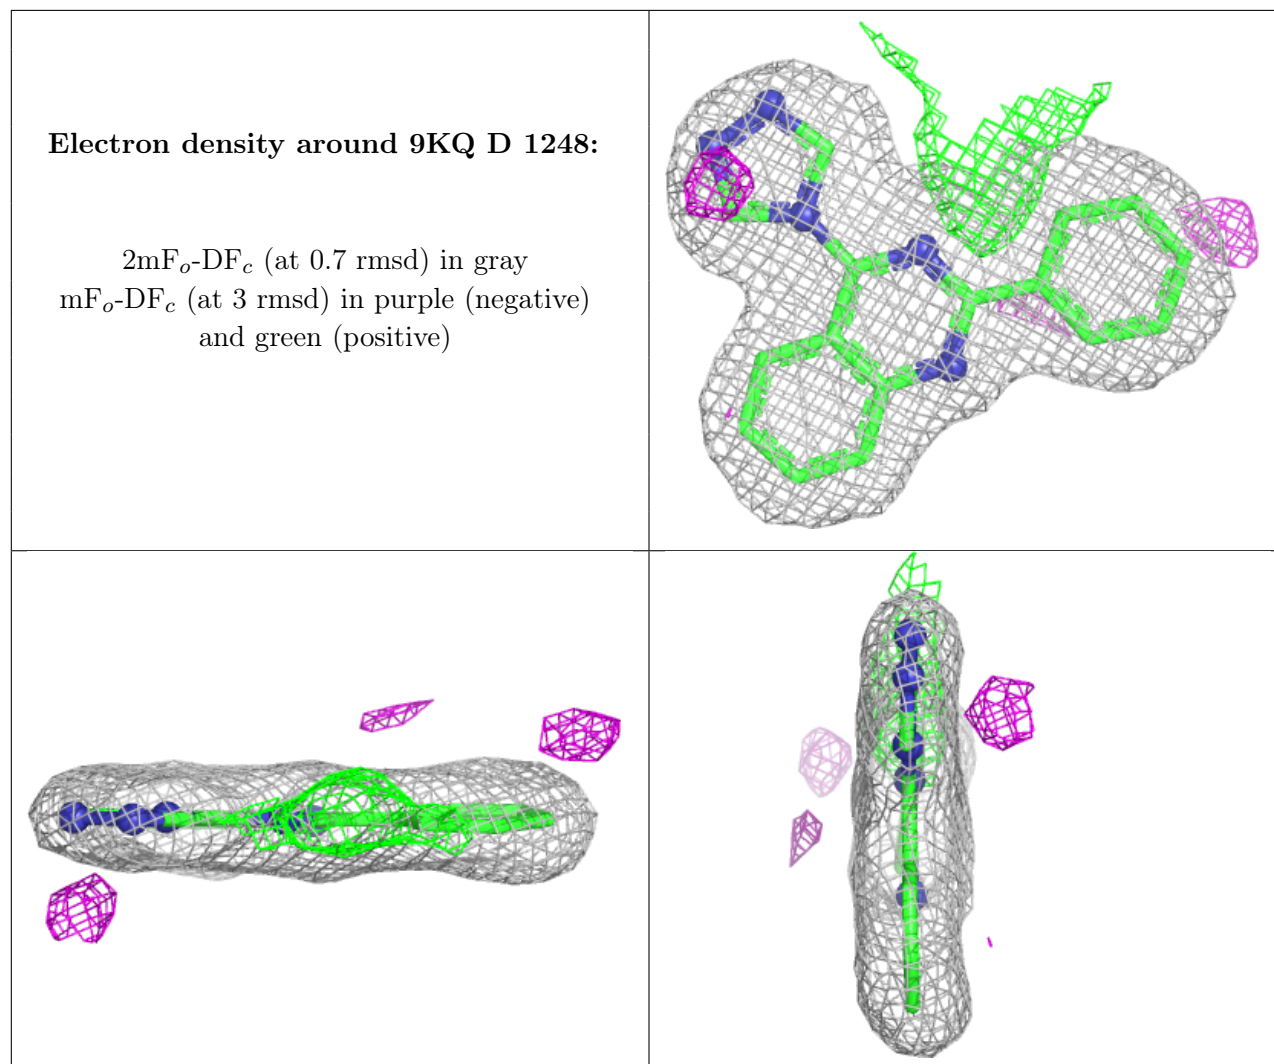 Electron density around 9KQ D 1248:
2mFo-DFc (at 0.7 rmsd) in gray
mFo-DFc (at 3 rmsd) in purple (negative)
and green (positive)